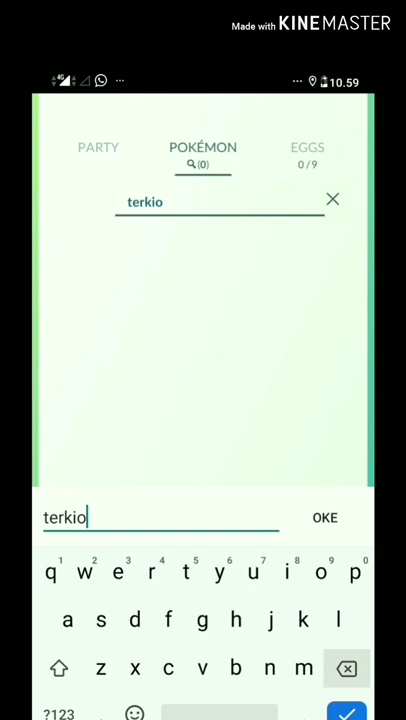 Made with KINEMASTER
4G 10.59
PARTY POKÉMON EGGS
(0) 0/9
terkio
terkio OKE
1 2 3 4 5 6 7 8 9 0
q w e r t y u i o p
a s d f g h j k l
z x c v b n m
?123 , .